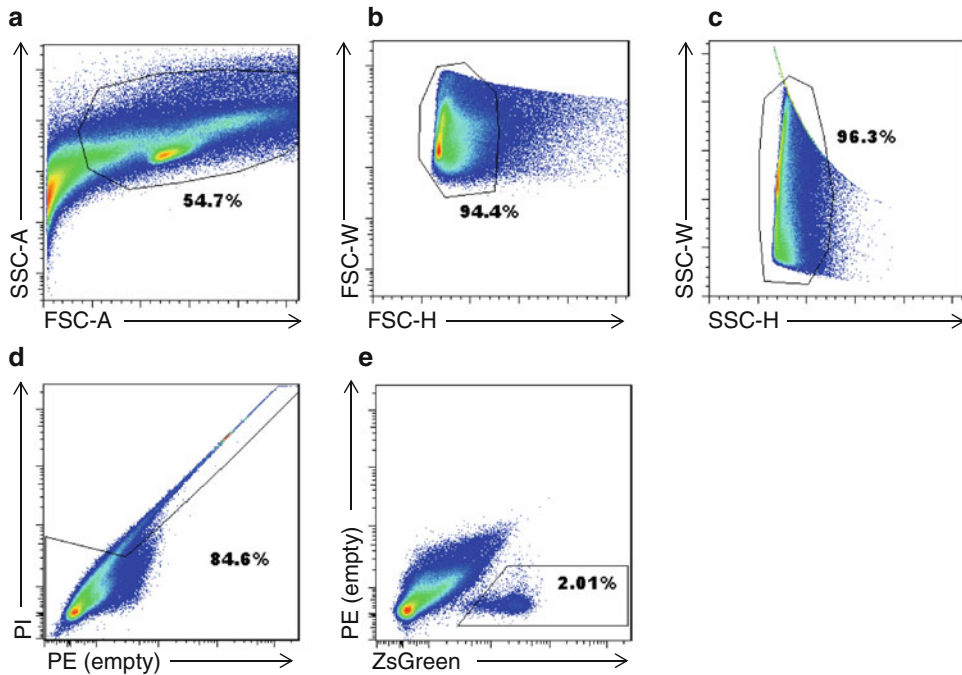 a
SSC-A
54.7%
FSC-A
b
FSC-W
94.4%
FSC-H
c
SSC-W
96.3%
SSC-H
d
PI
84.6%
PE (empty)
e
PE (empty)
2.01%
ZsGreen